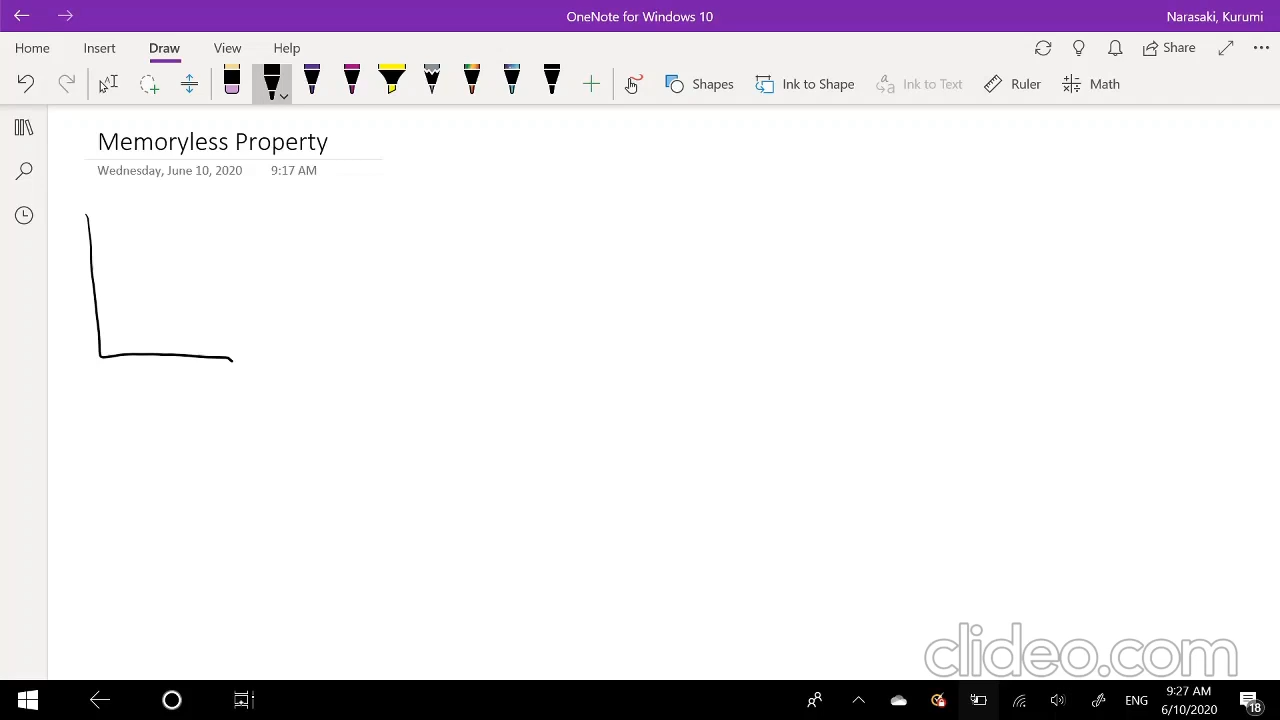 OneNote for Windows 10
Narasaki, Kurumi
Home Insert Draw View Help
Share
Shapes Ink to Shape Ink to Text Ruler Math
Memoryless Property
Wednesday, June 10, 2020 9:17 AM
clideo.com
ENG
9:27 AM
6/10/2020
18